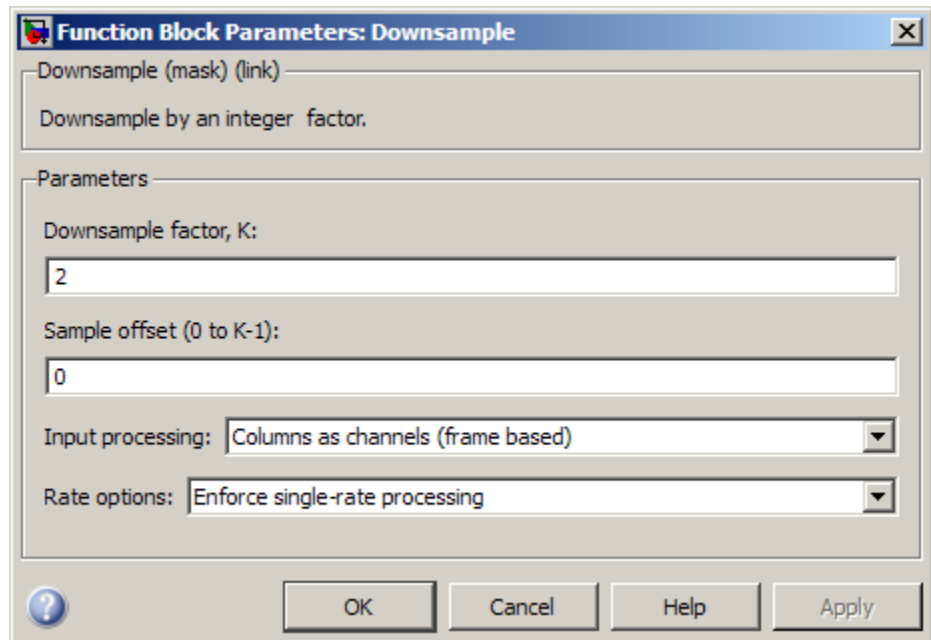 Function Block Parameters: Downsample
Downsample (mask) (link)
Downsample by an integer  factor.
Parameters
Downsample factor, K:
2
Sample offset (0 to K-1):
0
Input processing: Columns as channels (frame based)
Rate options: Enforce single-rate processing
? OK Cancel Help Apply